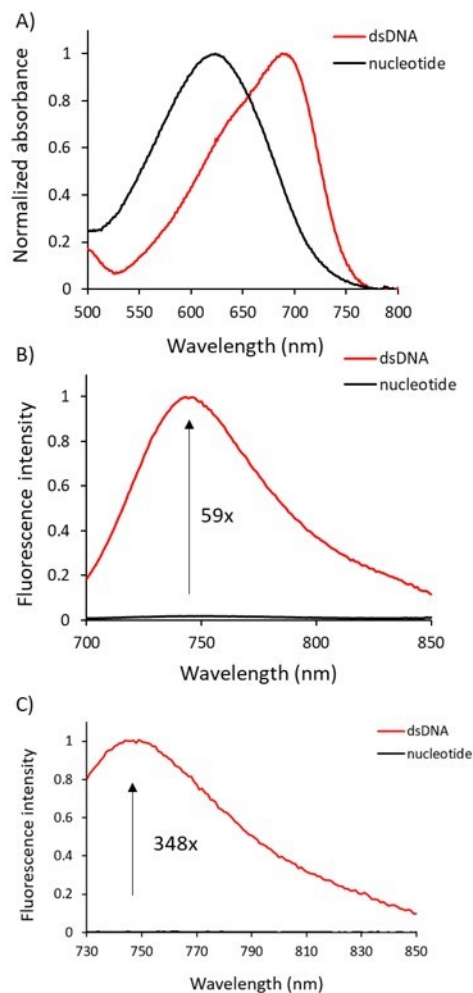 A)
dsDNA
nucleotide
Normalized absorbance
1
0.8
0.6
0.4
0.2
0
500 550 600 650 700 750 800
Wavelength (nm)
B)
dsDNA
nucleotide
Fluorescence intensity
1
0.8
0.6
0.4
0.2
0
59x
700 750 800 850
Wavelength (nm)
C)
dsDNA
nucleotide
Fluorescence intensity
1
0.8
0.6
0.4
0.2
0
348x
730 750 770 790 810 830 850
Wavelength (nm)